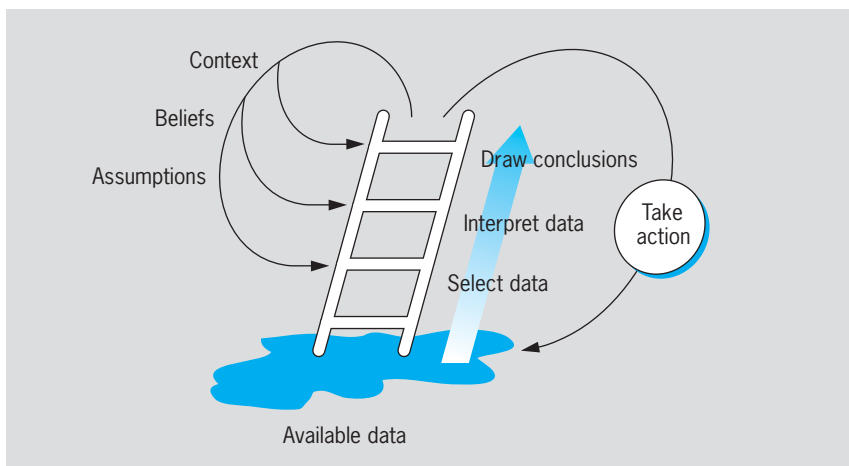 Context
Beliefs
Assumptions
Draw conclusions
Interpret data
Select data
Take
action
Available data